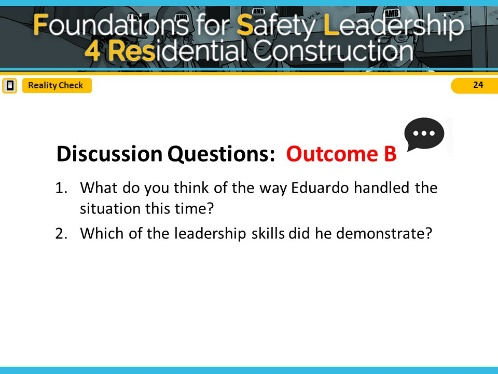 Foundations for Safety Leadership
4 Residential Construction
Reality Check
24
Discussion Questions: Outcome B
1. What do you think of the way Eduardo handled the
situation this time?
2. Which of the leadership skills did he demonstrate?